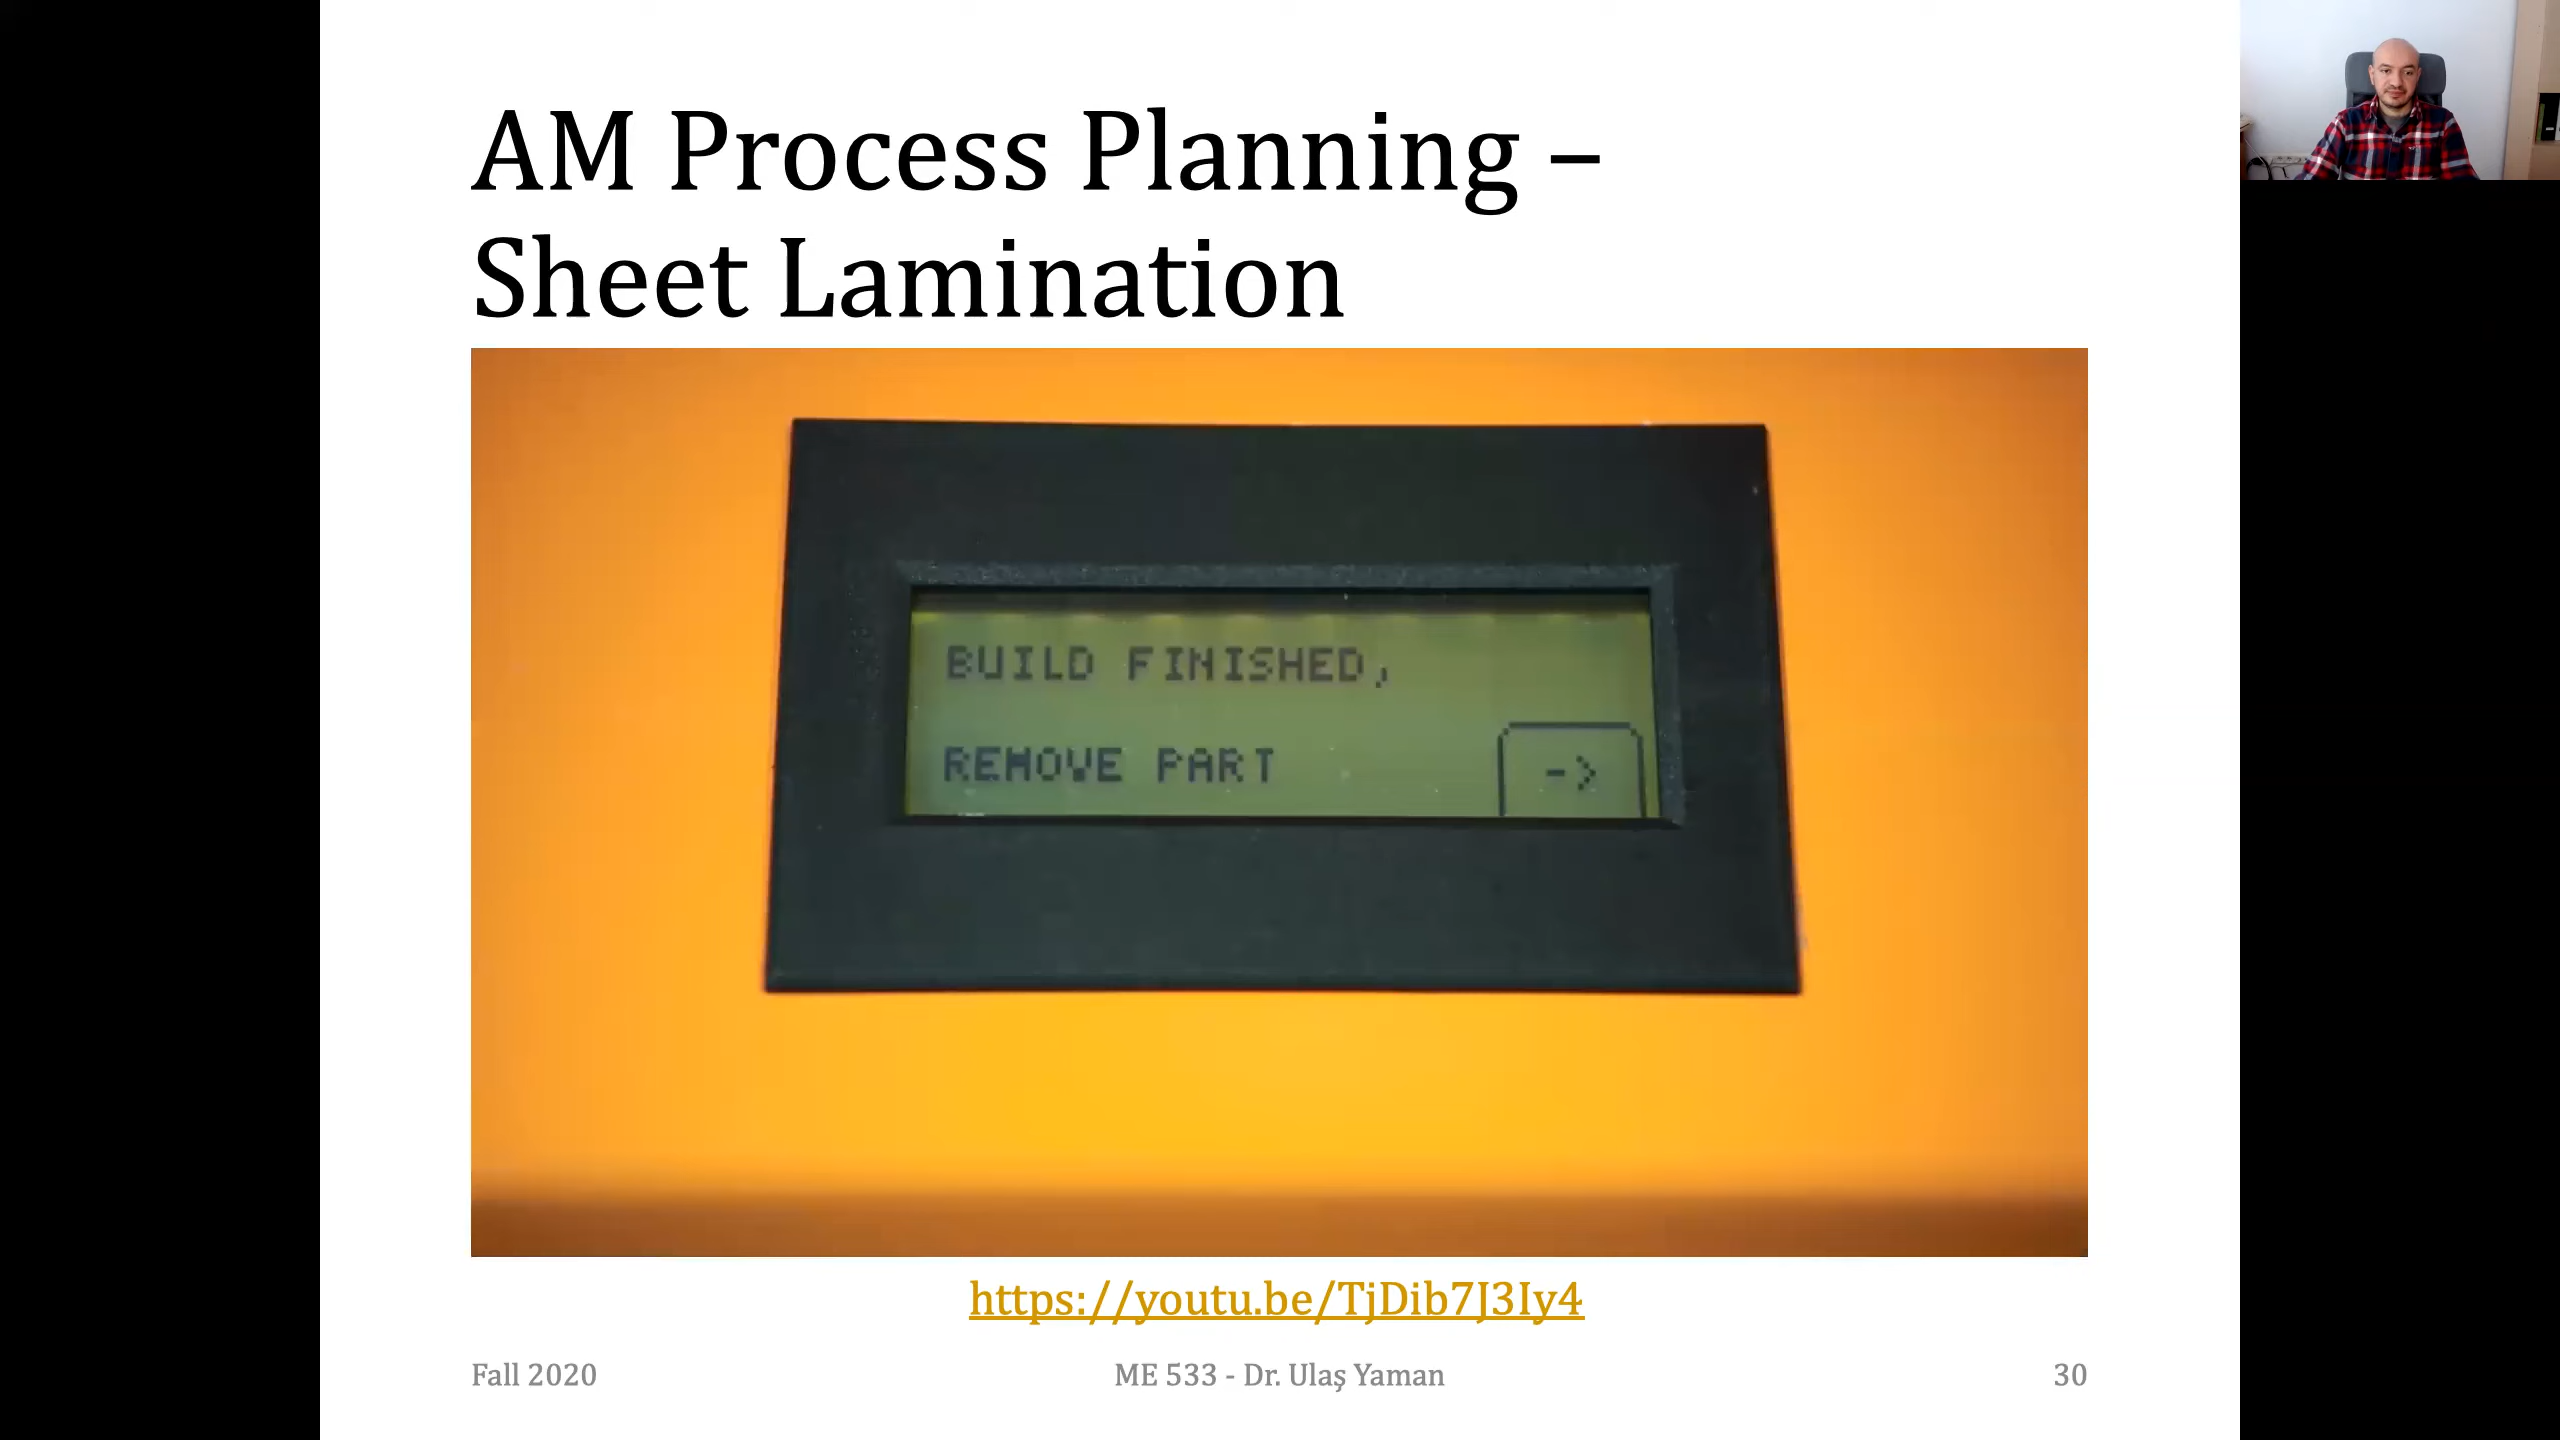 AM Process Planning –
Sheet Lamination
BUILD FINISHED,
REMOVE PART
->
https://youtu.be/TjDib7J3Iy4
Fall 2020
ME 533 - Dr. Ulaş Yaman
30